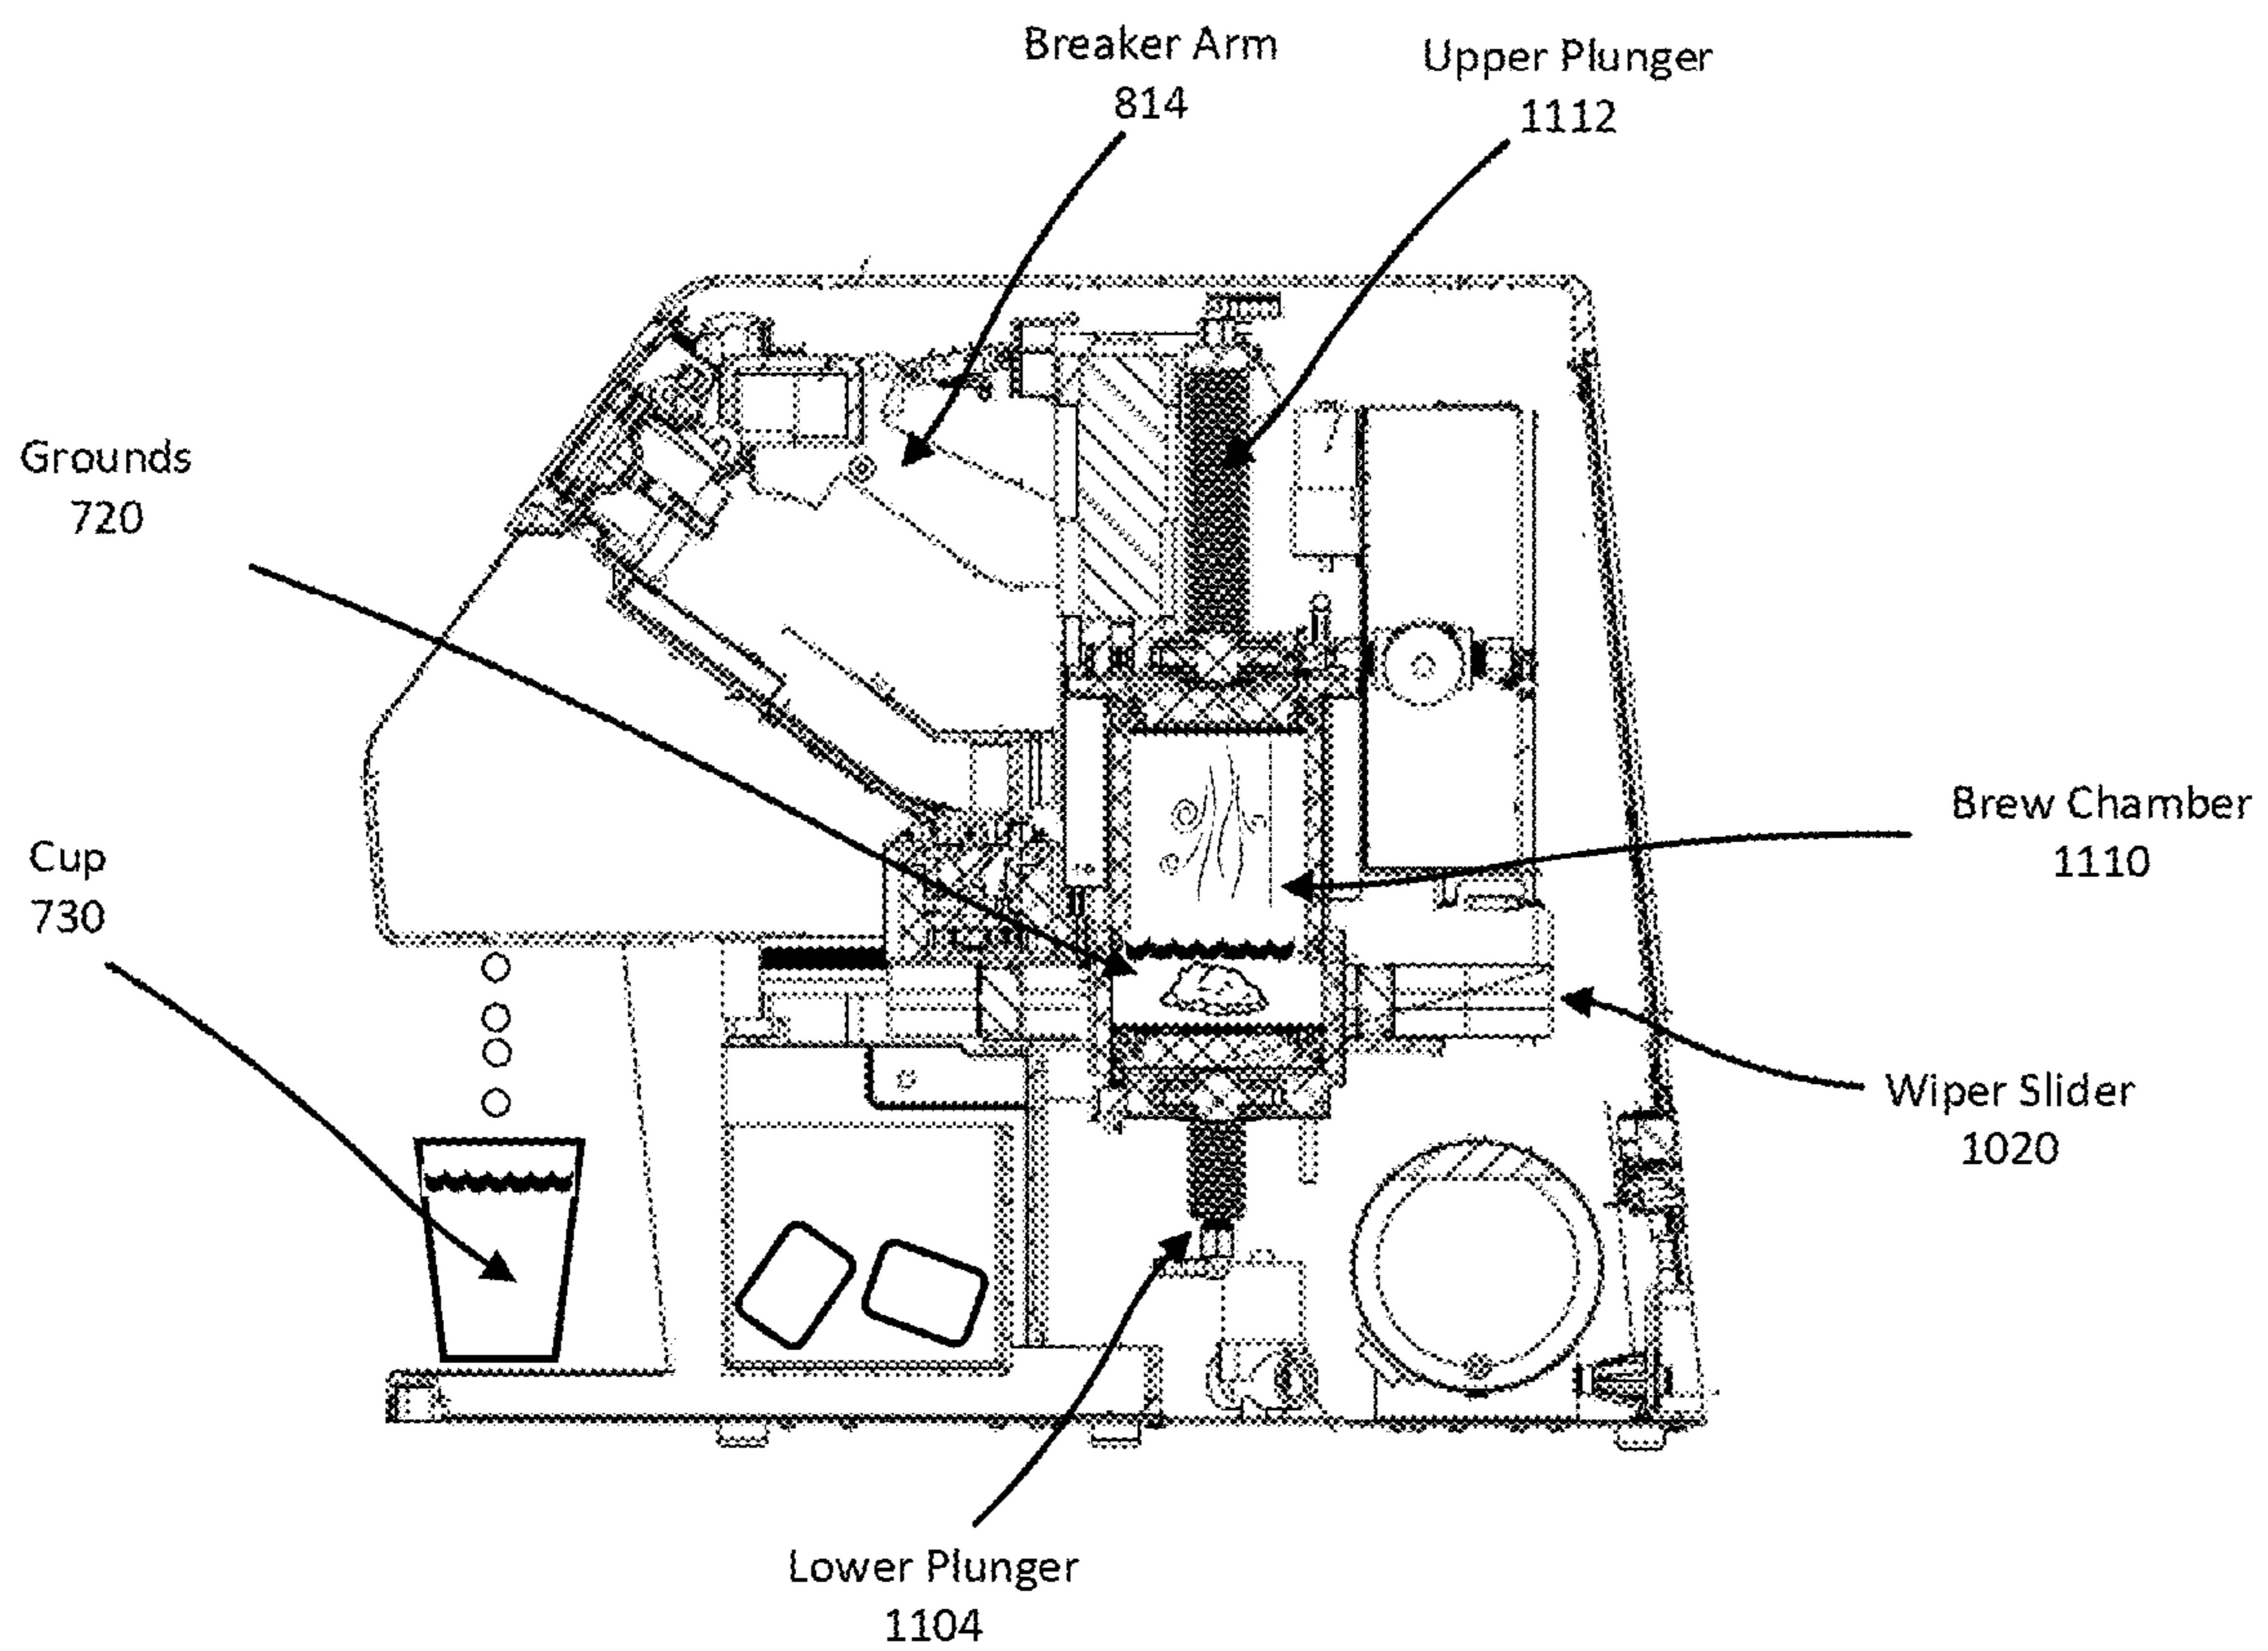 Breaker Arm
814
Upper Plunger
1112
Grounds
720
Brew Chamber
1110
Cup
730
Wiper Slider
1020
Lower Plunger
1104